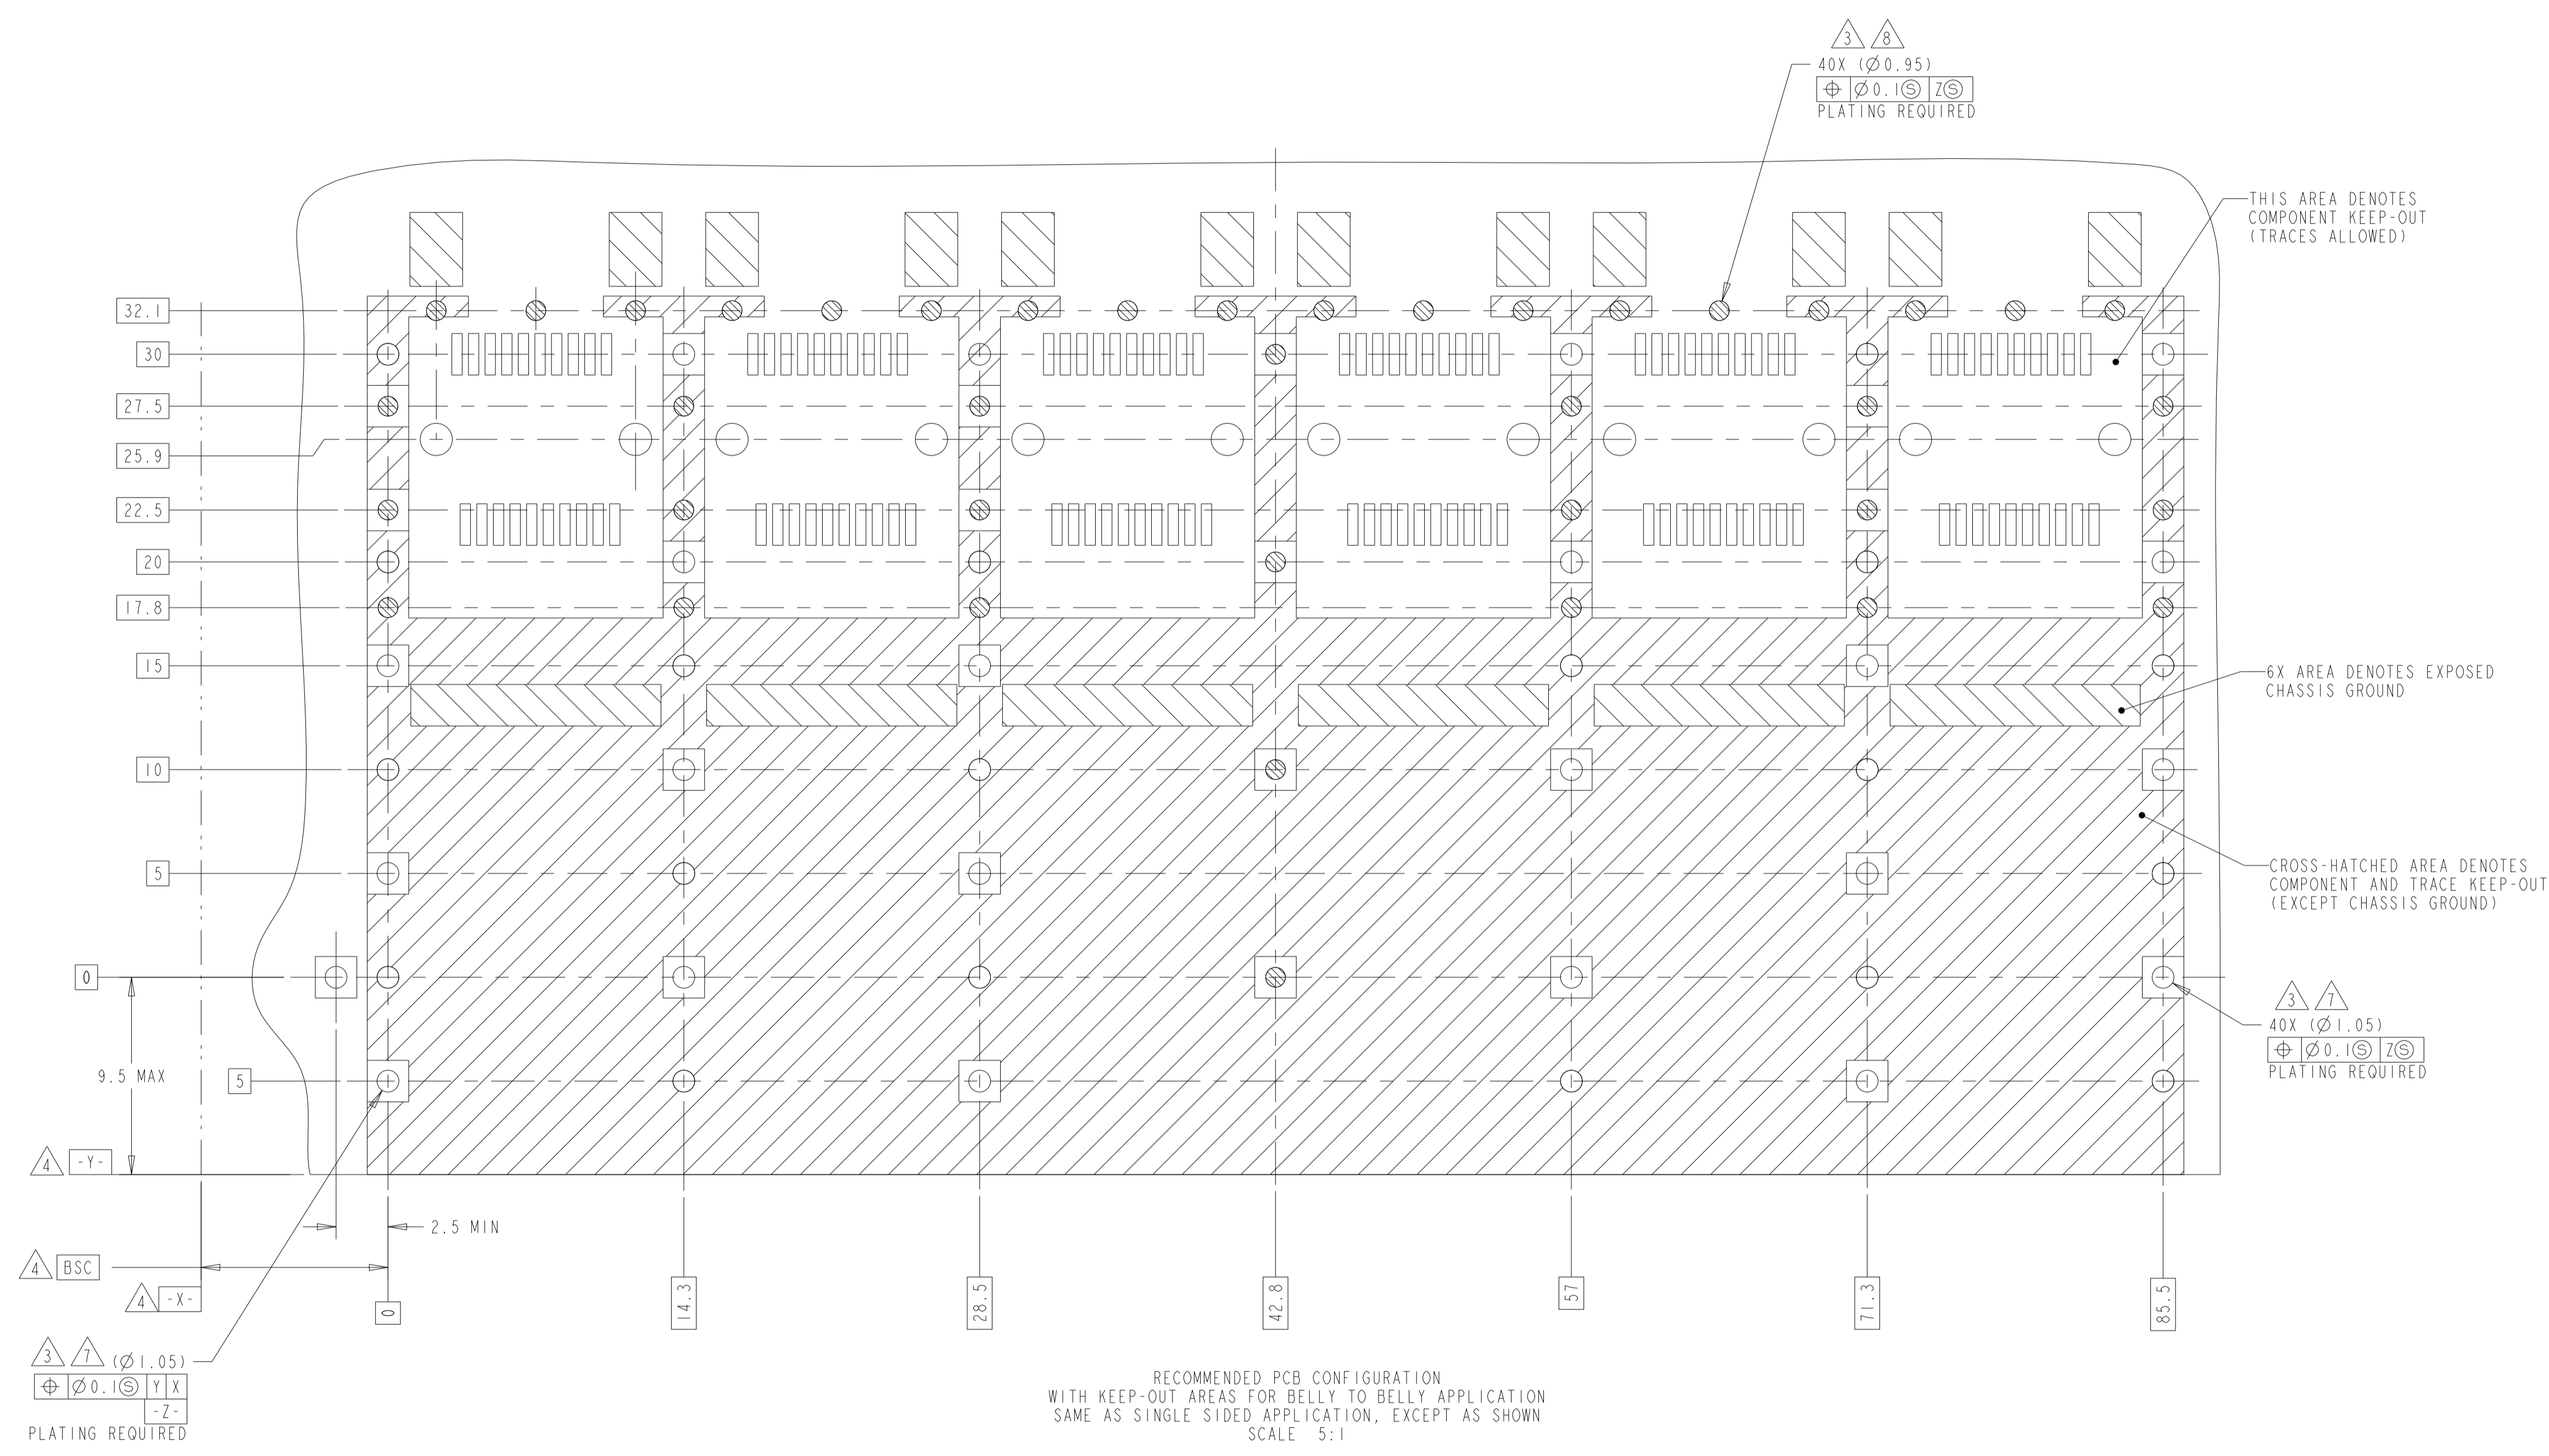 3 8
40X (Ø0.95)
⌖ Ø0.1Ⓢ ZⓈ
PLATING REQUIRED
THIS AREA DENOTES
COMPONENT KEEP-OUT
(TRACES ALLOWED)
32.1
30
27.5
25.9
22.5
20
17.8
15
10
5
0
5
9.5 MAX
4 -Y-
6X AREA DENOTES EXPOSED
CHASSIS GROUND
CROSS-HATCHED AREA DENOTES
COMPONENT AND TRACE KEEP-OUT
(EXCEPT CHASSIS GROUND)
3 7
40X (Ø1.05)
⌖ Ø0.1Ⓢ ZⓈ
PLATING REQUIRED
2.5 MIN
4 BSC
4 -X-
0
14.3
28.5
42.8
57
71.3
85.5
3 7 (Ø1.05)
⌖ Ø0.1Ⓢ Y X
-Z-
PLATING REQUIRED
RECOMMENDED PCB CONFIGURATION
WITH KEEP-OUT AREAS FOR BELLY TO BELLY APPLICATION
SAME AS SINGLE SIDED APPLICATION, EXCEPT AS SHOWN
SCALE 5:1